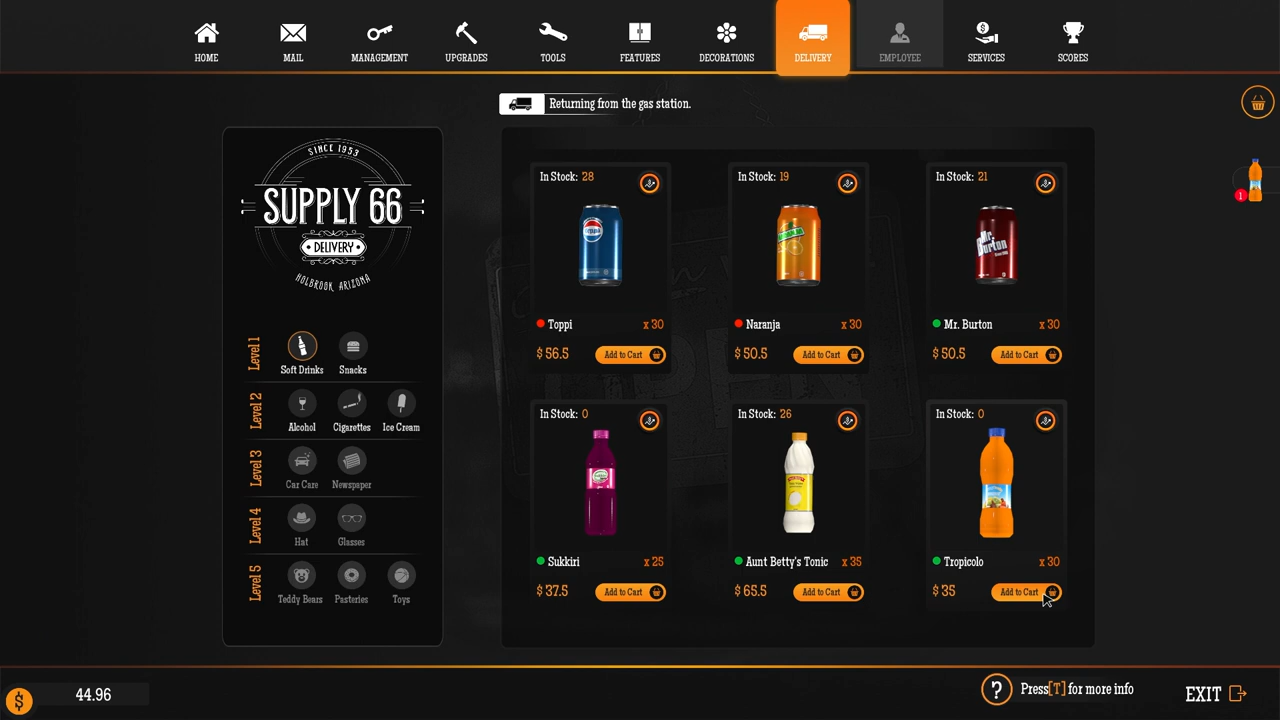 HOME
MAIL
MANAGEMENT
UPGRADES
TOOLS
FEATURES
DECORATIONS
DELIVERY
EMPLOYEE
SERVICES
SCORES
Returning from the gas station.
SINCE 1953
SUPPLY 66
DELIVERY
HOLBROOK, ARIZONA
Level 1
Soft Drinks
Snacks
Level 2
Alcohol
Cigarettes
Ice Cream
Level 3
Car Care
Newspaper
Level 4
Hat
Glasses
Level 5
Teddy Bears
Pasteries
Toys
In Stock: 28
Toppi x 30
$ 56.5 Add to Cart
In Stock: 19
Naranja x 30
$ 50.5 Add to Cart
In Stock: 21
Mr. Burton
Mr. Burton x 30
$ 50.5 Add to Cart
In Stock: 0
Sukkiri x 25
$ 37.5 Add to Cart
In Stock: 26
Aunt Betty's Tonic x 35
$ 65.5 Add to Cart
In Stock: 0
Tropicolo x 30
$ 35 Add to Cart
1
$ 44.96
? Press[T] for more info
EXIT